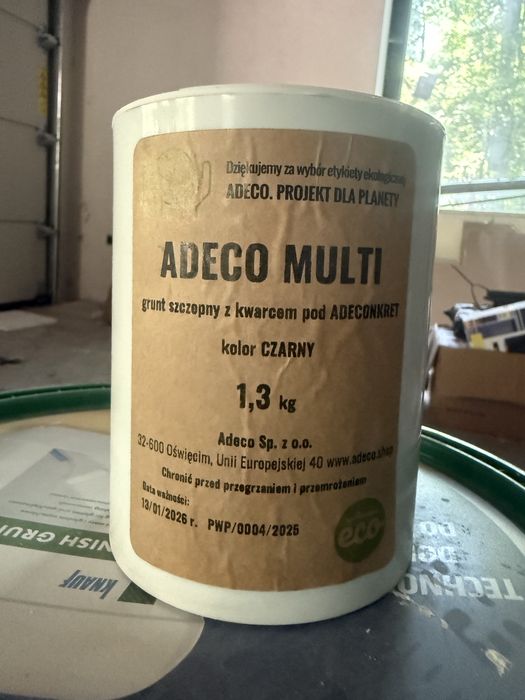 Dziękujemy za wybór etykiety ekologicznej
ADECO. PROJEKT DLA PLANETY
ADECO MULTI
grunt szczepny z kwarcem pod ADECONKRET
kolor CZARNY
1,3 kg
Adeco Sp. z o.o.
32-600 Oświęcim, Unii Europejskiej 40 www.adeco.shop
Chronić przed przegrzaniem i przemrożeniem
Data ważności:
13/01/2026 r. PWP/0004/2025
eco
KNAUF
TECHNO